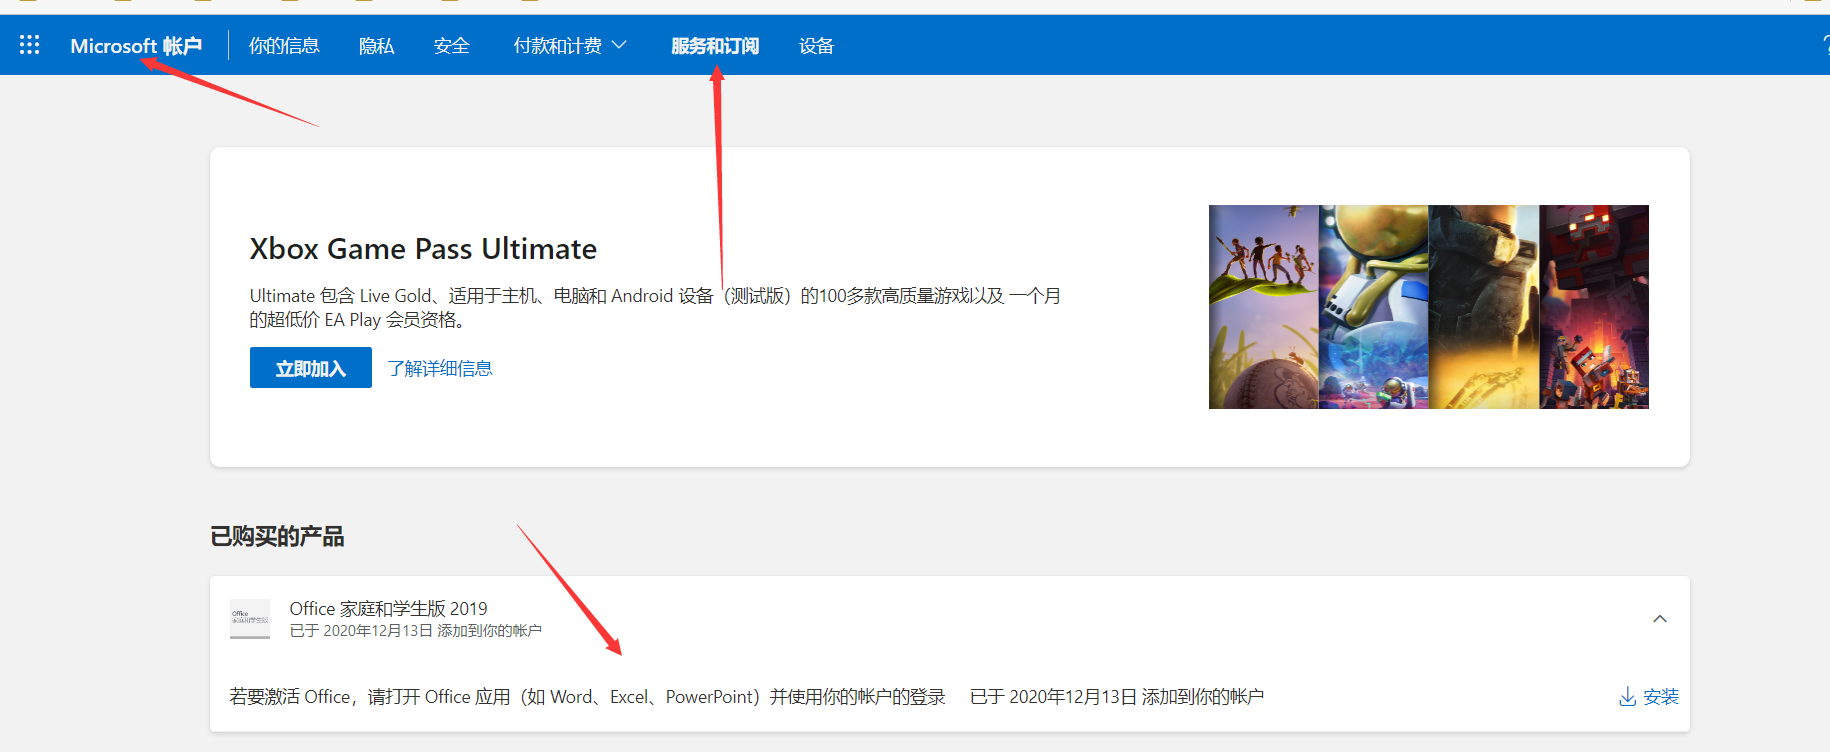 Microsoft 帐户
你的信息
隐私
安全
付款和计费
服务和订阅
设备
?
Xbox Game Pass Ultimate
Ultimate 包含 Live Gold、适用于主机、电脑和 Android 设备（测试版）的100多款高质量游戏以及 一个月
的超低价 EA Play 会员资格。
立即加入
了解详细信息
已购买的产品
Office
家庭和学生版
Office 家庭和学生版 2019
已于 2020年12月13日 添加到你的帐户
若要激活 Office，请打开 Office 应用（如 Word、Excel、PowerPoint）并使用你的帐户的登录 已于 2020年12月13日 添加到你的帐户
安装